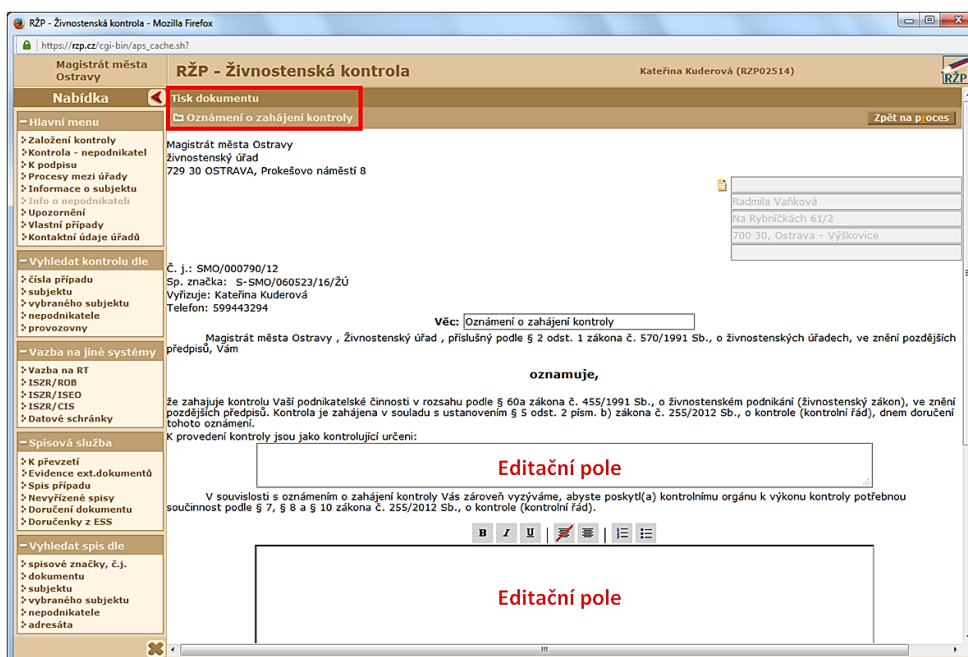 RŽP - Živnostenská kontrola - Mozilla Firefox
https://rzp.cz/cgi-bin/aps_cache.sh?
Magistrát města
Ostravy
RŽP - Živnostenská kontrola
Kateřina Kuderová (RZP02514)
RŽP
Nabídka
Tisk dokumentu
Oznámení o zahájení kontroly
Zpět na proces
Hlavní menu
Založení kontroly
Kontrola - nepodnikatel
K podpisu
Procesy mezi úřady
Informace o subjektu
Info o nepodnikateli
Upozornění
Vlastní případy
Kontaktní údaje úřadů
Vyhledat kontrolu dle
čísla případu
subjektu
vybraného subjektu
nepodnikatele
provozovny
Vazba na jiné systémy
Vazba na RT
ISZR/ROB
ISZR/ISEO
ISZR/CIS
Datové schránky
Spisová služba
K převzetí
Evidence ext.dokumentů
Spis případu
Nevyřízené spisy
Doručení dokumentu
Doručenky z ESS
Vyhledat spis dle
spisové značky, č.j.
dokumentu
subjektu
vybraného subjektu
nepodnikatele
adresáta
Magistrát města Ostravy
živnostenský úřad
729 30 OSTRAVA, Prokešovo náměstí 8
Radmila Vaňková
Na Rybníčkách 61/2
700 30, Ostrava - Výškovice
Č. j.: SMO/000790/12
Sp. značka: S-SMO/060523/16/ŽÚ
Vyřizuje: Kateřina Kuderová
Telefon: 599443294
Věc: Oznámení o zahájení kontroly
Magistrát města Ostravy , Živnostenský úřad , příslušný podle § 2 odst. 1 zákona č. 570/1991 Sb., o živnostenských úřadech, ve znění pozdějších
předpisů, Vám
oznamuje,
že zahajuje kontrolu Vaší podnikatelské činnosti v rozsahu podle § 60a zákona č. 455/1991 Sb., o živnostenském podnikání (živnostenský zákon), ve znění
pozdějších předpisů. Kontrola je zahájena v souladu s ustanovením § 5 odst. 2 písm. b) zákona č. 255/2012 Sb., o kontrole (kontrolní řád), dnem doručení
tohoto oznámení.
K provedení kontroly jsou jako kontrolující určeni:
Editační pole
V souvislosti s oznámením o zahájení kontroly Vás zároveň vyzýváme, abyste poskytl(a) kontrolnímu orgánu k výkonu kontroly potřebnou
součinnost podle § 7, § 8 a § 10 zákona č. 255/2012 Sb., o kontrole (kontrolní řád).
B I U
Editační pole